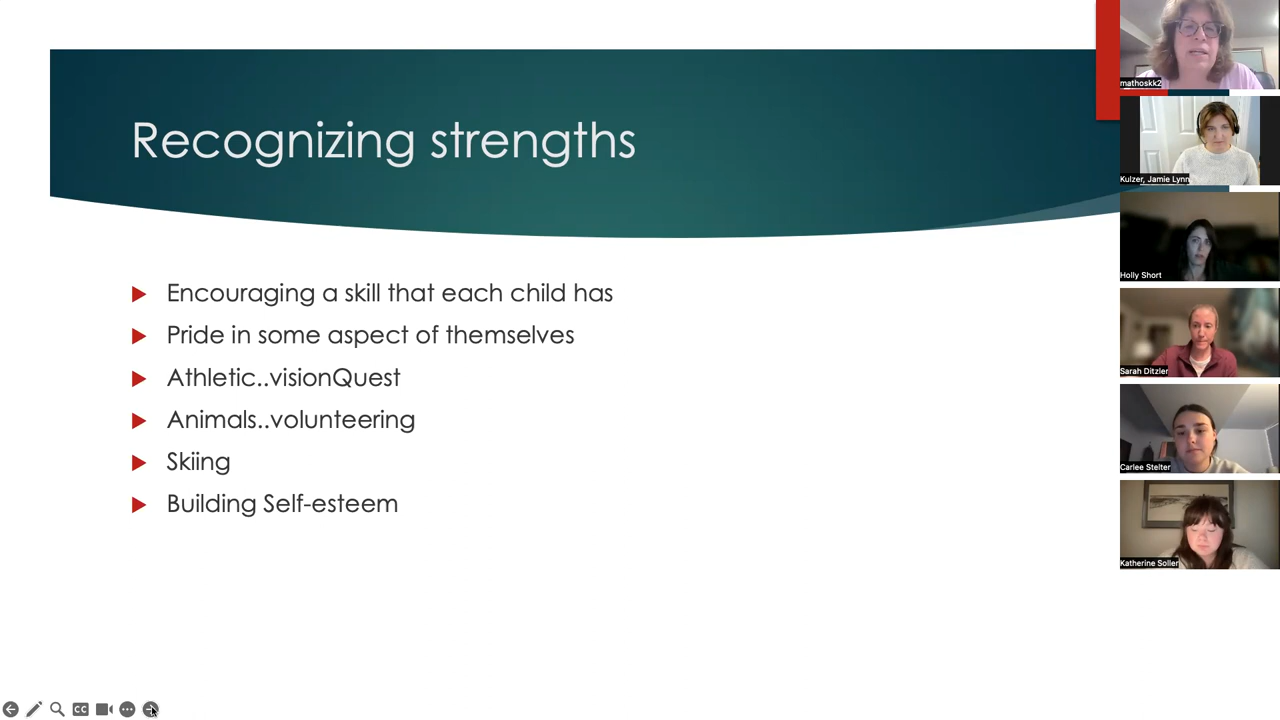 Recognizing strengths
Encouraging a skill that each child has
Pride in some aspect of themselves
Athletic..visionQuest
Animals..volunteering
Skiing
Building Self-esteem
mathoskk2
Kulzer, Jamie Lynn
Holly Short
Sarah Ditzler
Carlee Stelter
Katherine Soller
CC